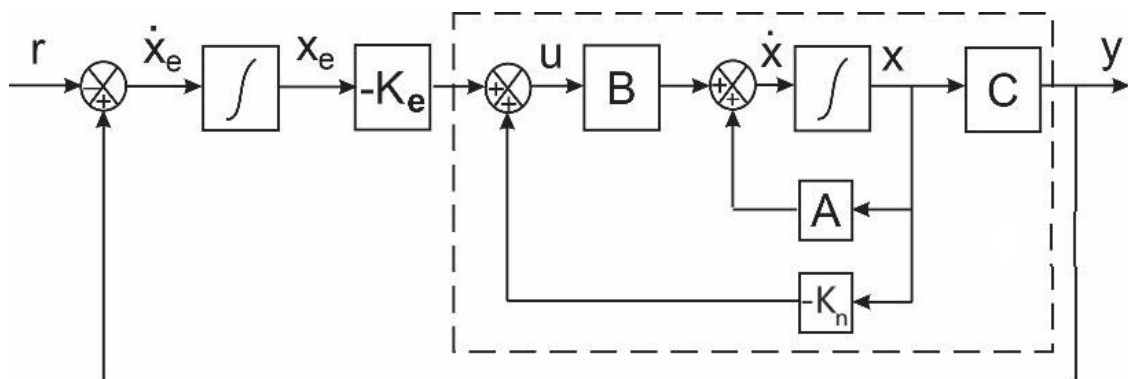 r
ẋₑ
∫
xₑ
-Kₑ
u
B
ẋ
∫
x
C
y
A
-Kₙ
- +
+ +
+ +